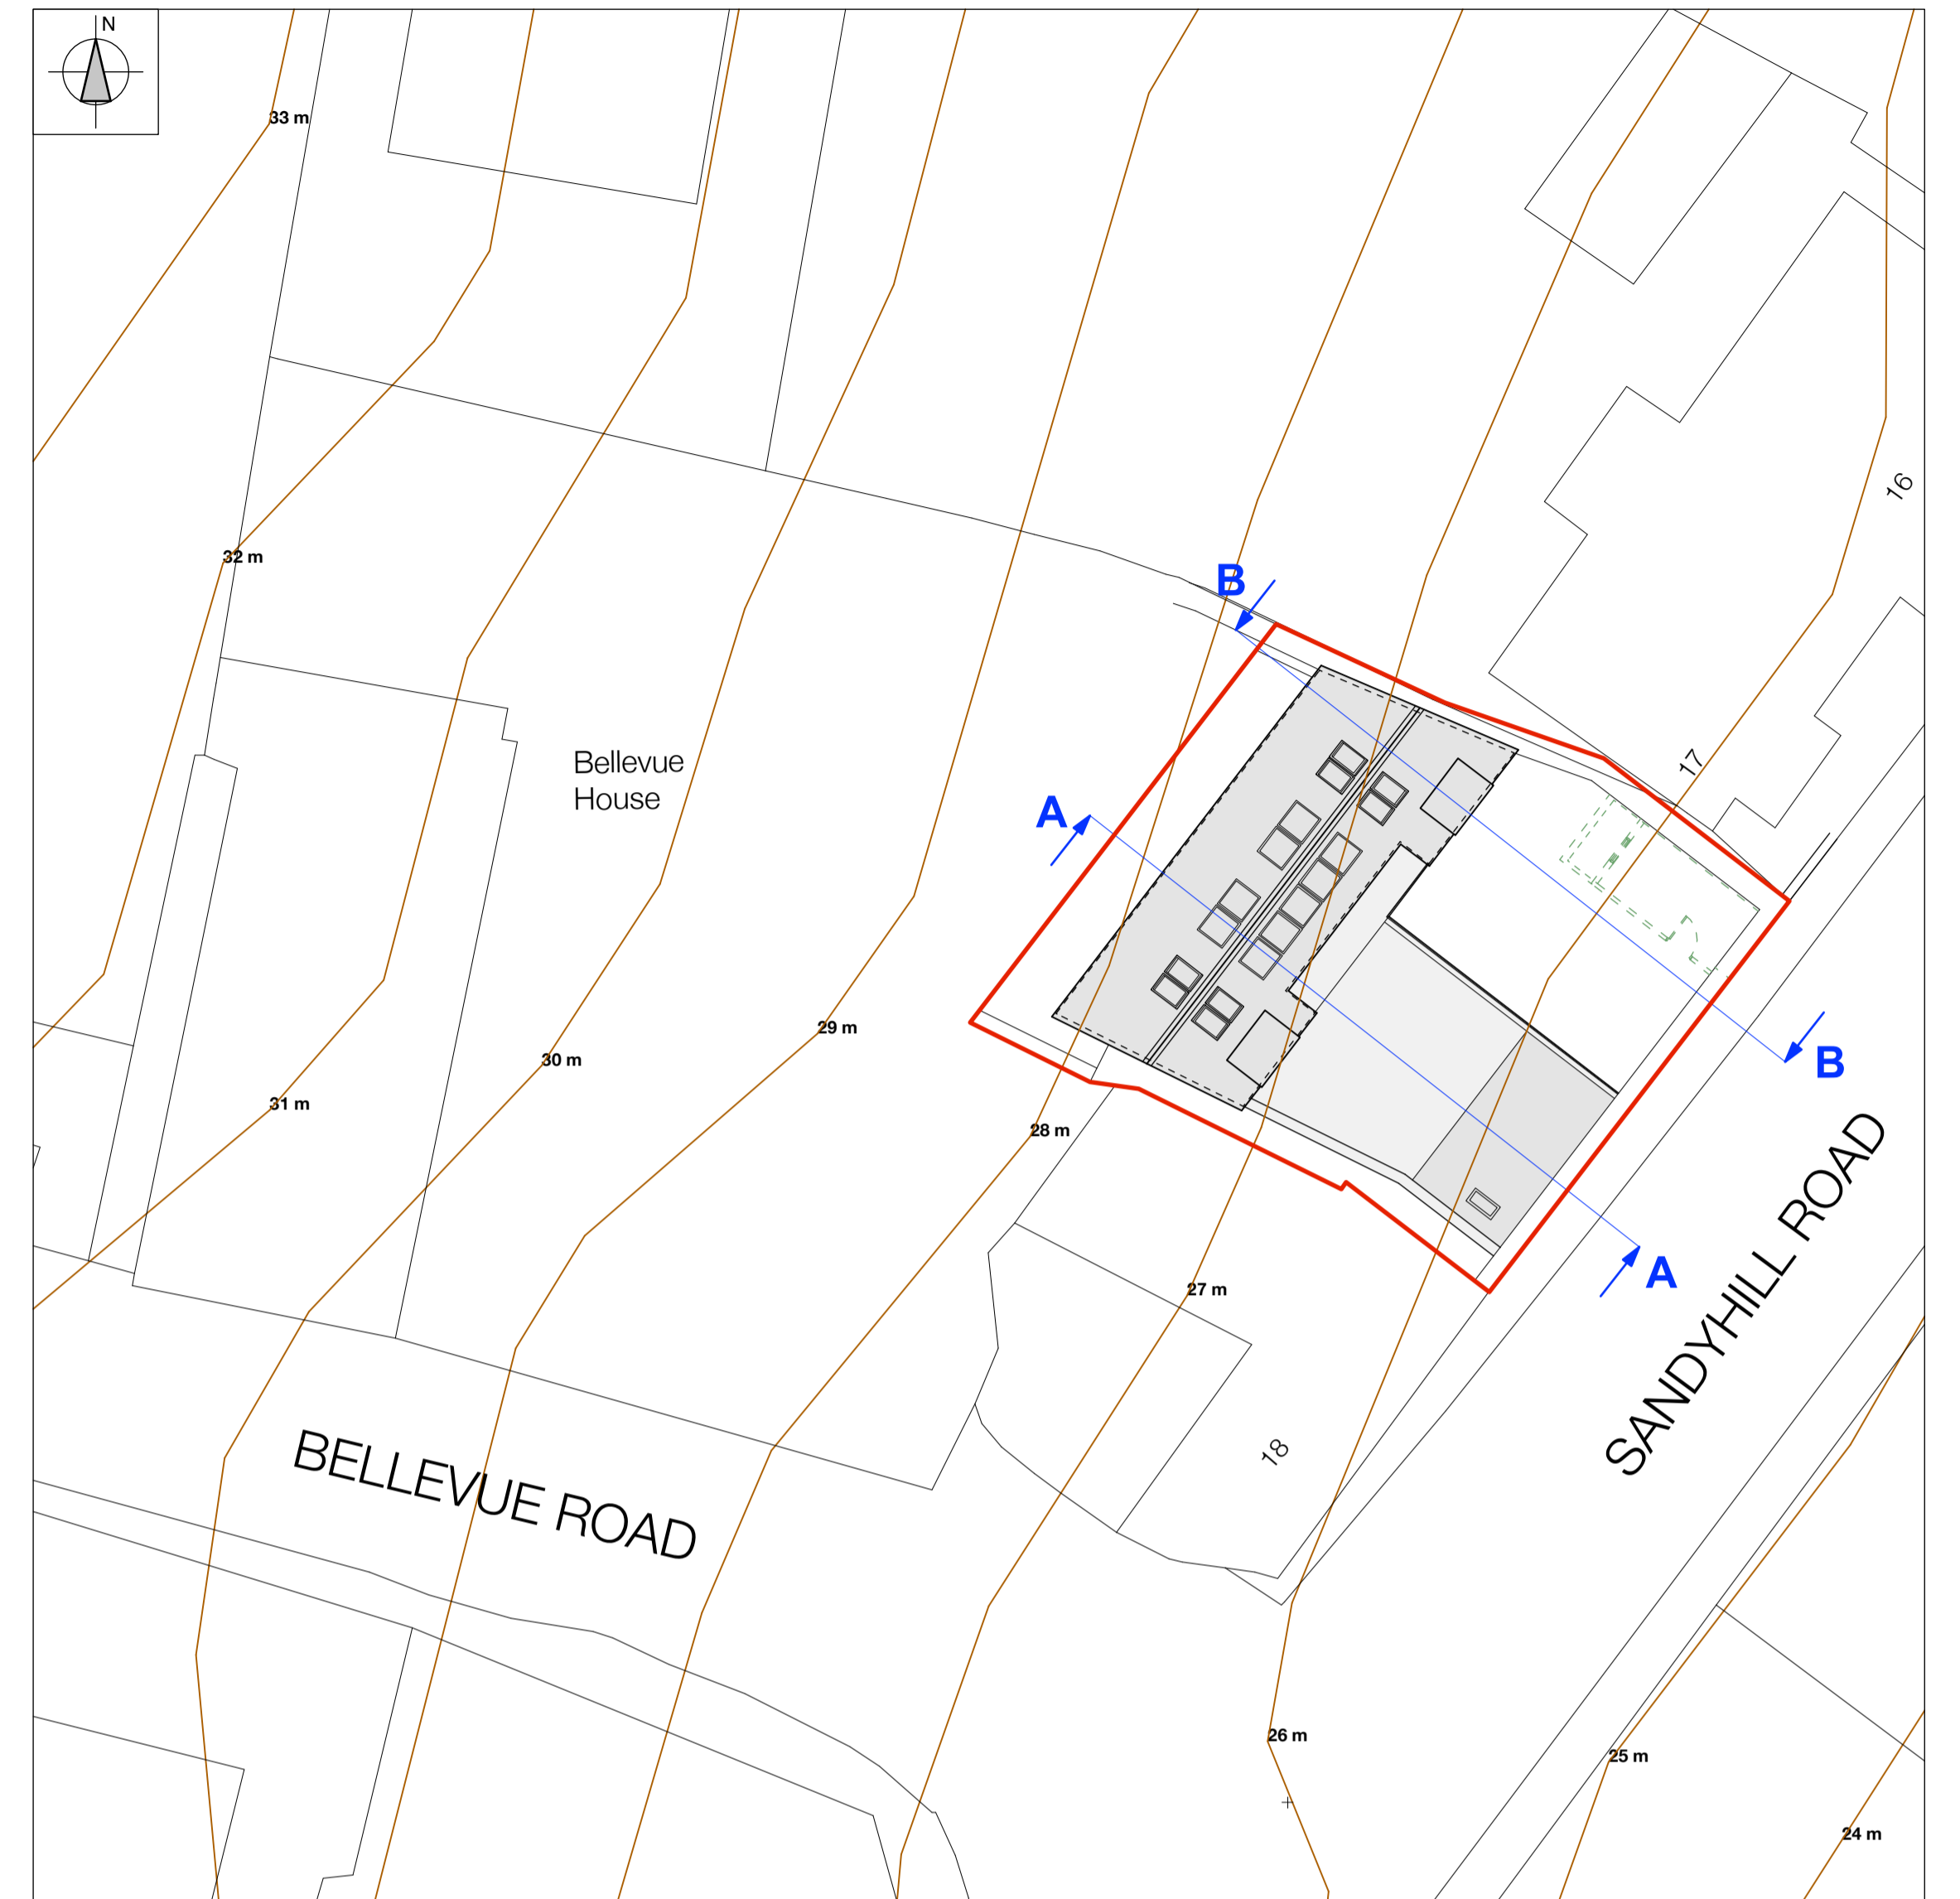 N
33 m
16
32 m
B
17
Bellevue
House
A
29 m
30 m
B
31 m
28 m
A
27 m
SANDYHILL ROAD
18
BELLEVUE ROAD
26 m
25 m
24 m